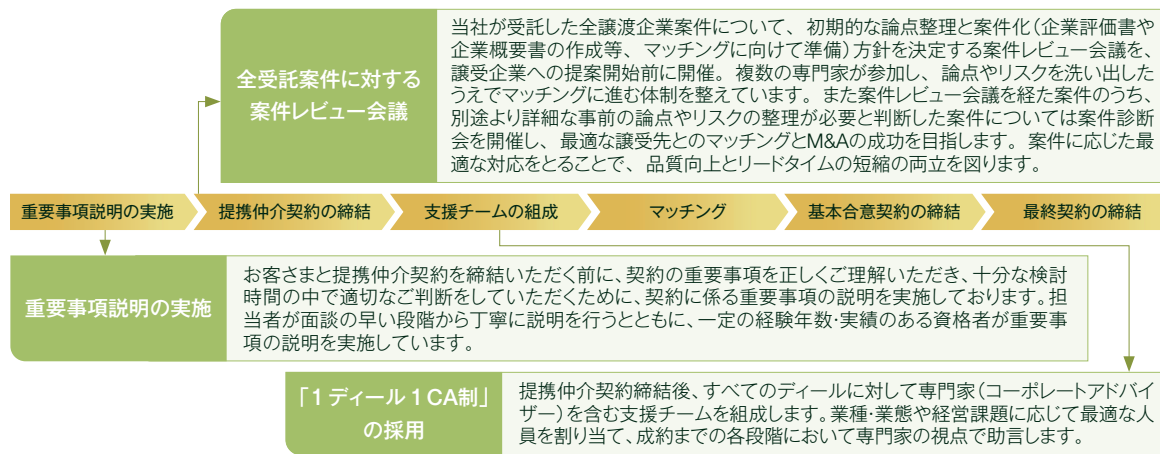 全受託案件に対する
案件レビュー会議
当社が受託した全譲渡企業案件について、初期的な論点整理と案件化（企業評価書や
企業概要書の作成等、マッチングに向けて準備）方針を決定する案件レビュー会議を、
譲受企業への提案開始前に開催。複数の専門家が参加し、論点やリスクを洗い出した
うえでマッチングに進む体制を整えています。また案件レビュー会議を経た案件のうち、
別途より詳細な事前の論点やリスクの整理が必要と判断した案件については案件診断
会を開催し、最適な譲受先とのマッチングとM&Aの成功を目指します。案件に応じた最
適な対応をとることで、品質向上とリードタイムの短縮の両立を図ります。
重要事項説明の実施
提携仲介契約の締結
支援チームの組成
マッチング
基本合意契約の締結
最終契約の締結
重要事項説明の実施
お客さまと提携仲介契約を締結いただく前に、契約の重要事項を正しくご理解いただき、十分な検討
時間の中で適切なご判断をしていただくために、契約に係る重要事項の説明を実施しております。担
当者が面談の早い段階から丁寧に説明を行うとともに、一定の経験年数・実績のある資格者が重要事
項の説明を実施しています。
「1ディール1CA制」
の採用
提携仲介契約締結後、すべてのディールに対して専門家（コーポレートアドバイ
ザー）を含む支援チームを組成します。業種・業態や経営課題に応じて最適な人
員を割り当て、成約までの各段階において専門家の視点で助言します。